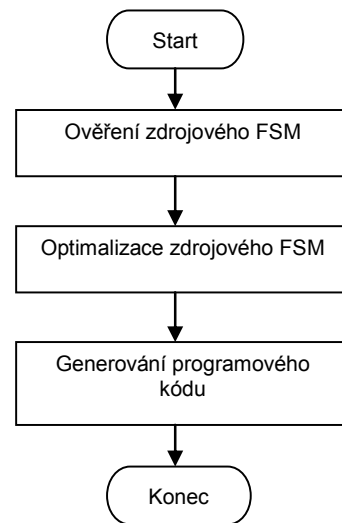 Start
Ověření zdrojového FSM
Optimalizace zdrojového FSM
Generování programového
kódu
Konec